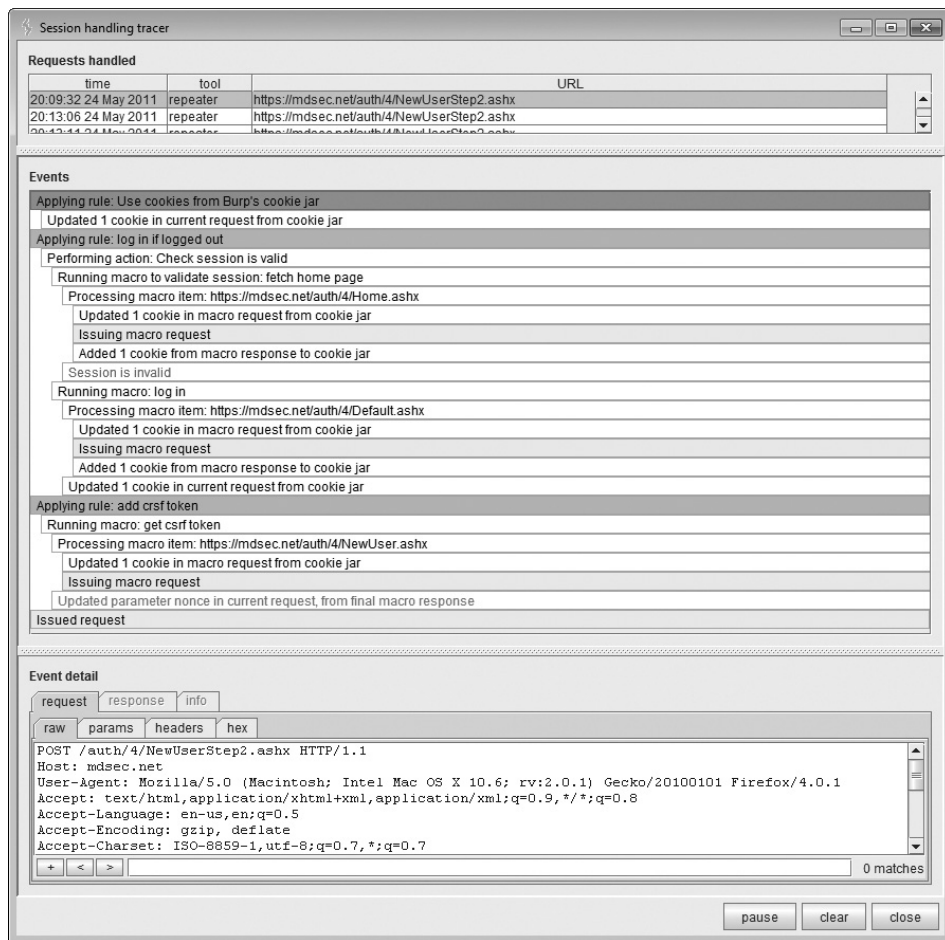 Session handling tracer
Requests handled
time tool URL
20:09:32 24 May 2011 repeater https://mdsec.net/auth/4/NewUserStep2.ashx
20:13:06 24 May 2011 repeater https://mdsec.net/auth/4/NewUserStep2.ashx
20:13:11 24 May 2011 repeater https://mdsec.net/auth/4/NewUserStep2.ashx
Events
Applying rule: Use cookies from Burp's cookie jar
Updated 1 cookie in current request from cookie jar
Applying rule: log in if logged out
Performing action: Check session is valid
Running macro to validate session: fetch home page
Processing macro item: https://mdsec.net/auth/4/Home.ashx
Updated 1 cookie in macro request from cookie jar
Issuing macro request
Added 1 cookie from macro response to cookie jar
Session is invalid
Running macro: log in
Processing macro item: https://mdsec.net/auth/4/Default.ashx
Updated 1 cookie in macro request from cookie jar
Issuing macro request
Added 1 cookie from macro response to cookie jar
Updated 1 cookie in current request from cookie jar
Applying rule: add crsf token
Running macro: get csrf token
Processing macro item: https://mdsec.net/auth/4/NewUser.ashx
Updated 1 cookie in macro request from cookie jar
Issuing macro request
Updated parameter nonce in current request, from final macro response
Issued request
Event detail
request response info
raw params headers hex
POST /auth/4/NewUserStep2.ashx HTTP/1.1
Host: mdsec.net
User-Agent: Mozilla/5.0 (Macintosh; Intel Mac OS X 10.6; rv:2.0.1) Gecko/20100101 Firefox/4.0.1
Accept: text/html,application/xhtml+xml,application/xml;q=0.9,*/*;q=0.8
Accept-Language: en-us,en;q=0.5
Accept-Encoding: gzip, deflate
Accept-Charset: ISO-8859-1,utf-8;q=0.7,*;q=0.7
+ < > 0 matches
pause clear close